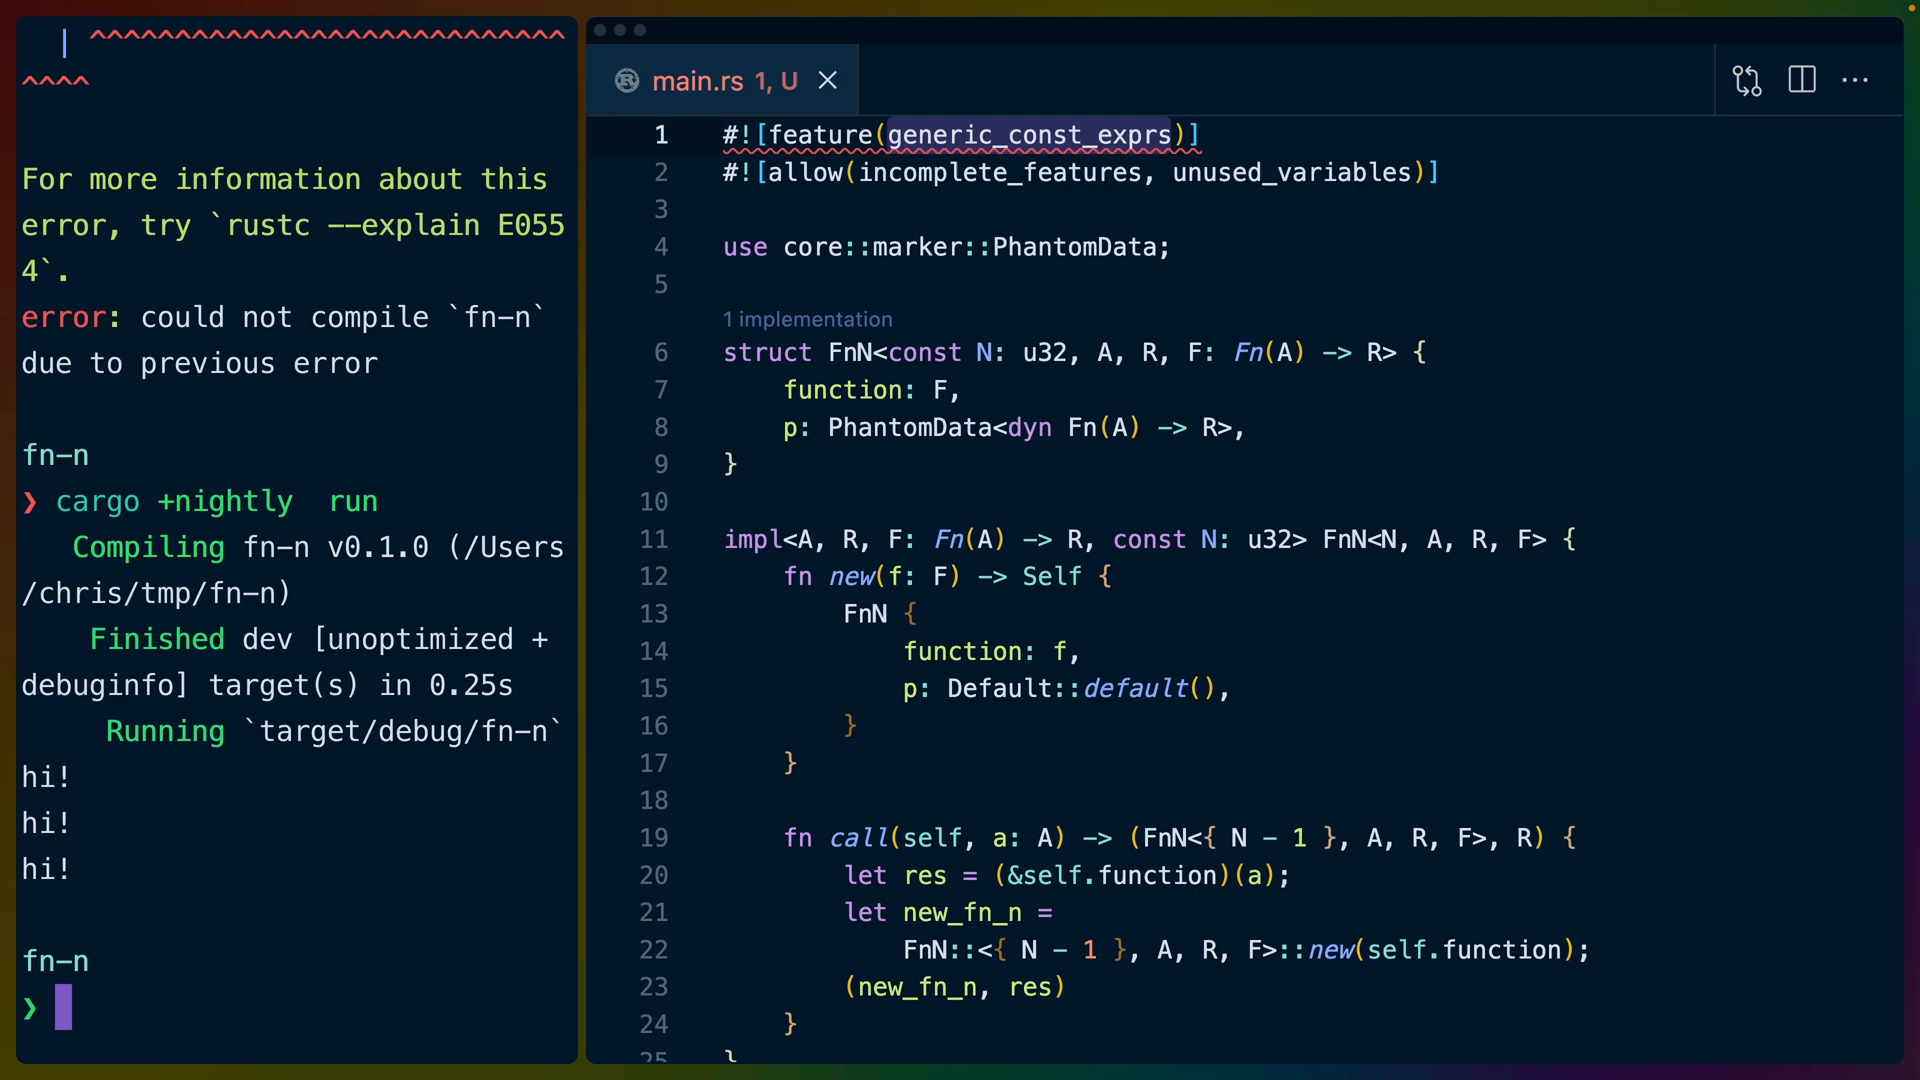 | ^^^^^^^^^^^^^^^^^^^^^^^^^^^^
^^^^
For more information about this
error, try `rustc --explain E055
4`.
error: could not compile `fn-n`
due to previous error
fn-n
❯ cargo +nightly  run
Compiling fn-n v0.1.0 (/Users
/chris/tmp/fn-n)
Finished dev [unoptimized +
debuginfo] target(s) in 0.25s
Running `target/debug/fn-n`
hi!
hi!
hi!
fn-n
❯
main.rs 1, U
1 #![feature(generic_const_exprs)]
2 #![allow(incomplete_features, unused_variables)]
3
4 use core::marker::PhantomData;
5
1 implementation
6 struct FnN<const N: u32, A, R, F: Fn(A) -> R> {
7     function: F,
8     p: PhantomData<dyn Fn(A) -> R>,
9 }
10
11 impl<A, R, F: Fn(A) -> R, const N: u32> FnN<N, A, R, F> {
12     fn new(f: F) -> Self {
13         FnN {
14             function: f,
15             p: Default::default(),
16         }
17     }
18
19     fn call(self, a: A) -> (FnN<{ N - 1 }, A, R, F>, R) {
20         let res = (&self.function)(a);
21         let new_fn_n =
22             FnN::<{ N - 1 }, A, R, F>::new(self.function);
23         (new_fn_n, res)
24     }
25 }